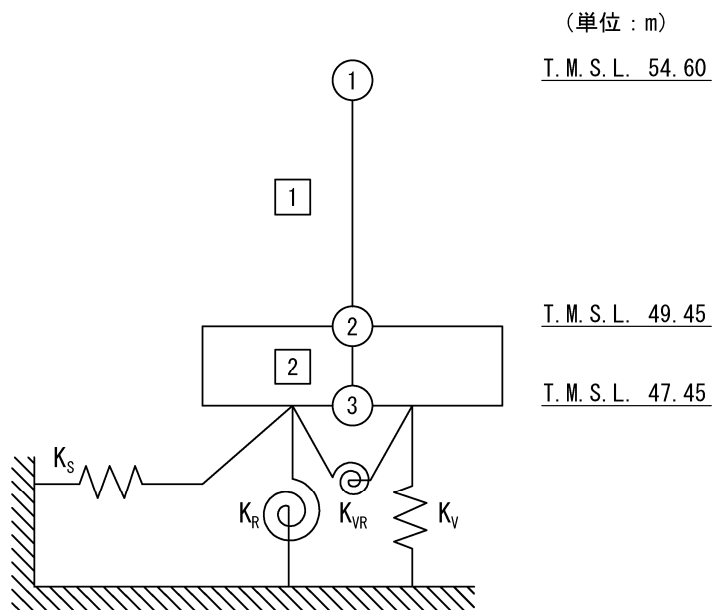 （単位：m）
T.M.S.L. 54.60
1
1
T.M.S.L. 49.45
2
2
T.M.S.L. 47.45
3
K_S
K_R
K_VR
K_V